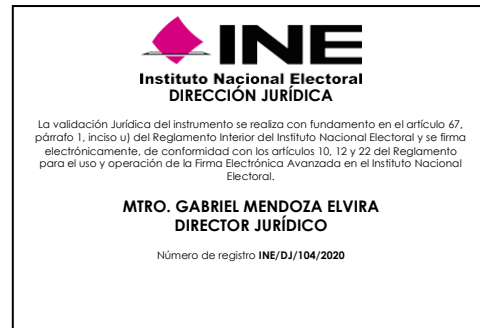 INE
Instituto Nacional Electoral
DIRECCIÓN JURÍDICA
La validación Jurídica del instrumento se realiza con fundamento en el artículo 67,
párrafo 1, inciso u) del Reglamento Interior del Instituto Nacional Electoral y se firma
electrónicamente, de conformidad con los artículos 10, 12 y 22 del Reglamento
para el uso y operación de la Firma Electrónica Avanzada en el Instituto Nacional
Electoral.
MTRO. GABRIEL MENDOZA ELVIRA
DIRECTOR JURÍDICO
Número de registro INE/DJ/104/2020